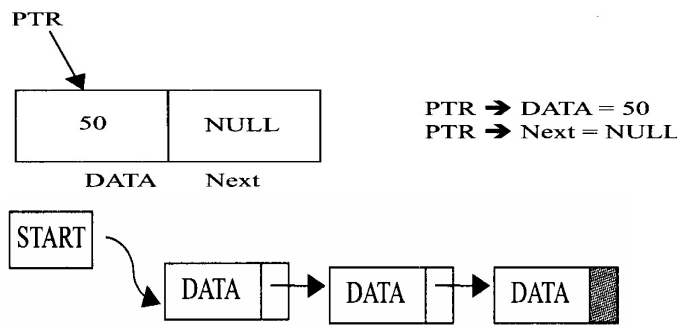 PTR
50 NULL
DATA Next
PTR → DATA = 50
PTR → Next = NULL
START
DATA DATA DATA